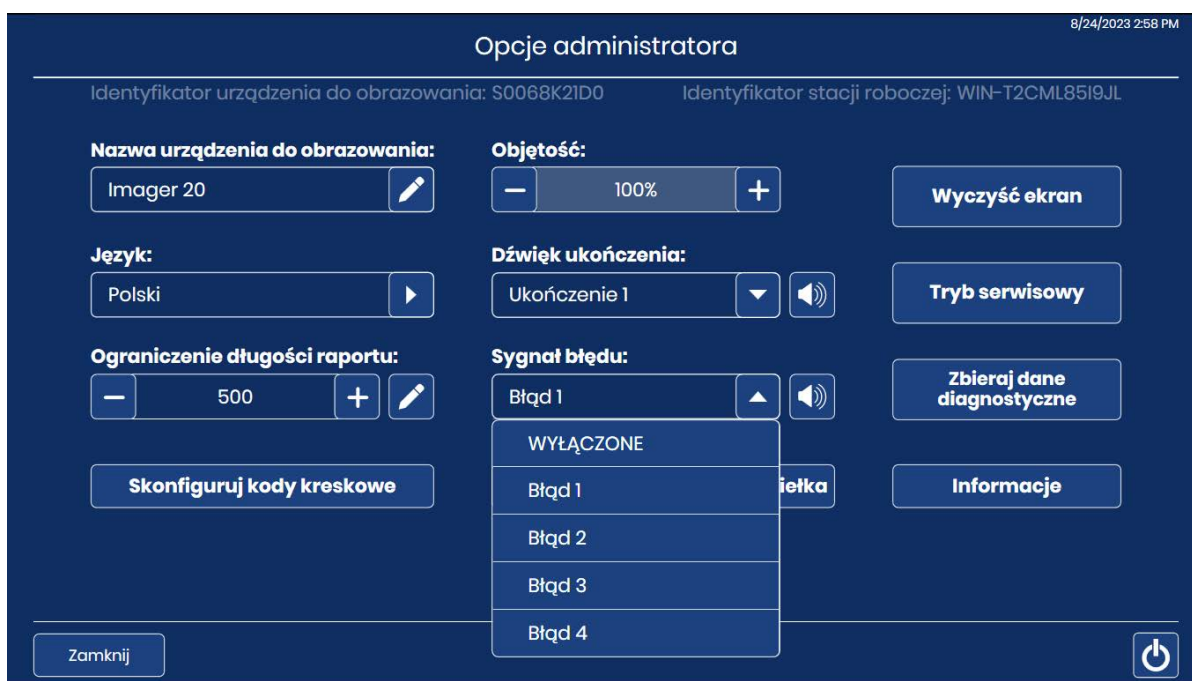 8/24/2023 2:58 PM
Opcje administratora
Identyfikator urządzenia do obrazowania: S0068K21D0 Identyfikator stacji roboczej: WIN-T2CML85I9JL
Nazwa urządzenia do obrazowania:
Imager 20
Objętość:
100%
Wyczyść ekran
Język:
Polski
Dźwięk ukończenia:
Ukończenie 1
Tryb serwisowy
Ograniczenie długości raportu:
500
Sygnał błędu:
Błąd 1
Zbieraj dane
diagnostyczne
WYŁĄCZONE
Błąd 1
Błąd 2
Błąd 3
Błąd 4
Skonfiguruj kody kreskowe
Informacje
Zamknij